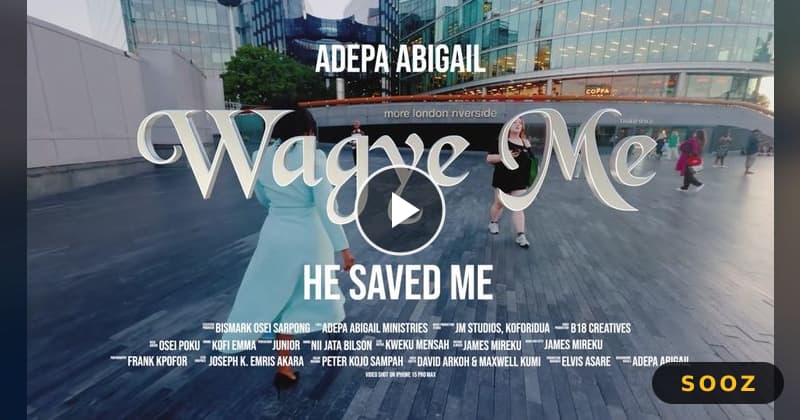 ADEPA ABIGAIL
COPPA
more london riverside
Wagye Me
HE SAVED ME
BISMARK OSEI SARPONG ADEPA ABIGAIL MINISTRIES JM STUDIOS, KOFORIDUA B18 CREATIVES
OSEI POKU KOFI EMMA JUNIOR NII JATA BILSON KWEKU MENSAH JAMES MIREKU JAMES MIREKU
FRANK KPOFOR JOSEPH K. EMRIS AKARA PETER KOJO SAMPAH DAVID ARKOH & MAXWELL KUMI ELVIS ASARE ADEPA ABIGAIL
VIDEO SHOT ON IPHONE 15 PRO MAX
SOOZ